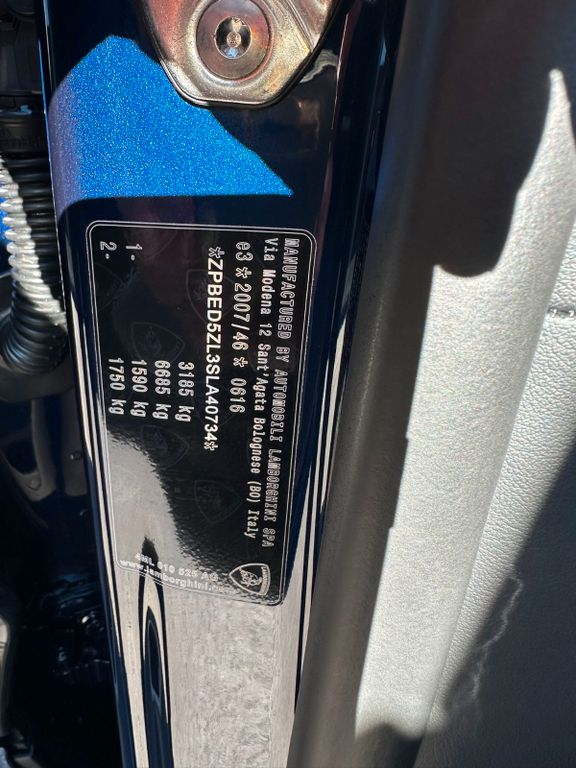 MANUFACTURED BY AUTOMOBILI LAMBORGHINI SPA
Via Modena 12 Sant'Agata Bolognese (BO) Italy
e3 * 2007/46 * 0616
*ZPBED5ZL3SLA40734*
3185 kg
6685 kg
1- 1590 kg
2- 1750 kg
4ML 010 525 AG
www.lamborghini.com